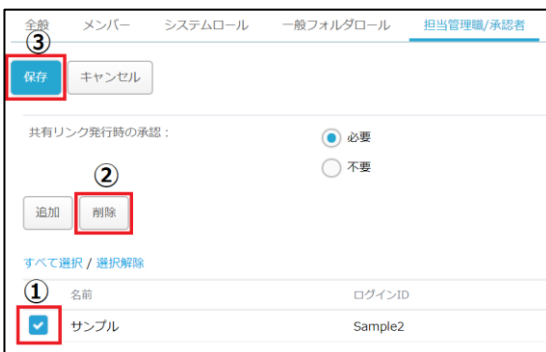 全般 メンバー システムロール 一般フォルダロール 担当管理職/承認者
③
保存 キャンセル
共有リンク発行時の承認： 必要
不要
②
追加 削除
すべて選択 / 選択解除
①
名前 ログインID
サンプル Sample2